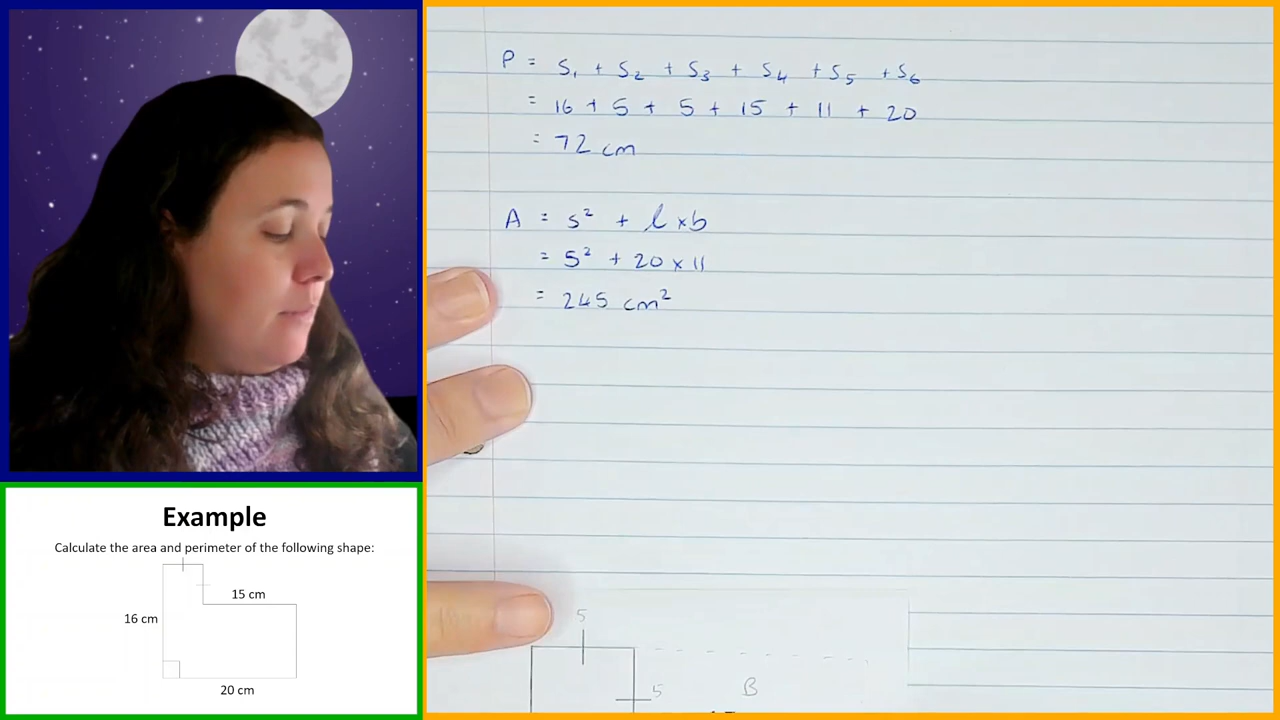 P = S₁ + S₂ + S₃ + S₄ + S₅ + S₆
= 16 + 5 + 5 + 15 + 11 + 20
= 72 cm
A = s² + l × b
= 5² + 20 × 11
= 245 cm²
5
5
B
Example
Calculate the area and perimeter of the following shape:
15 cm
16 cm
20 cm